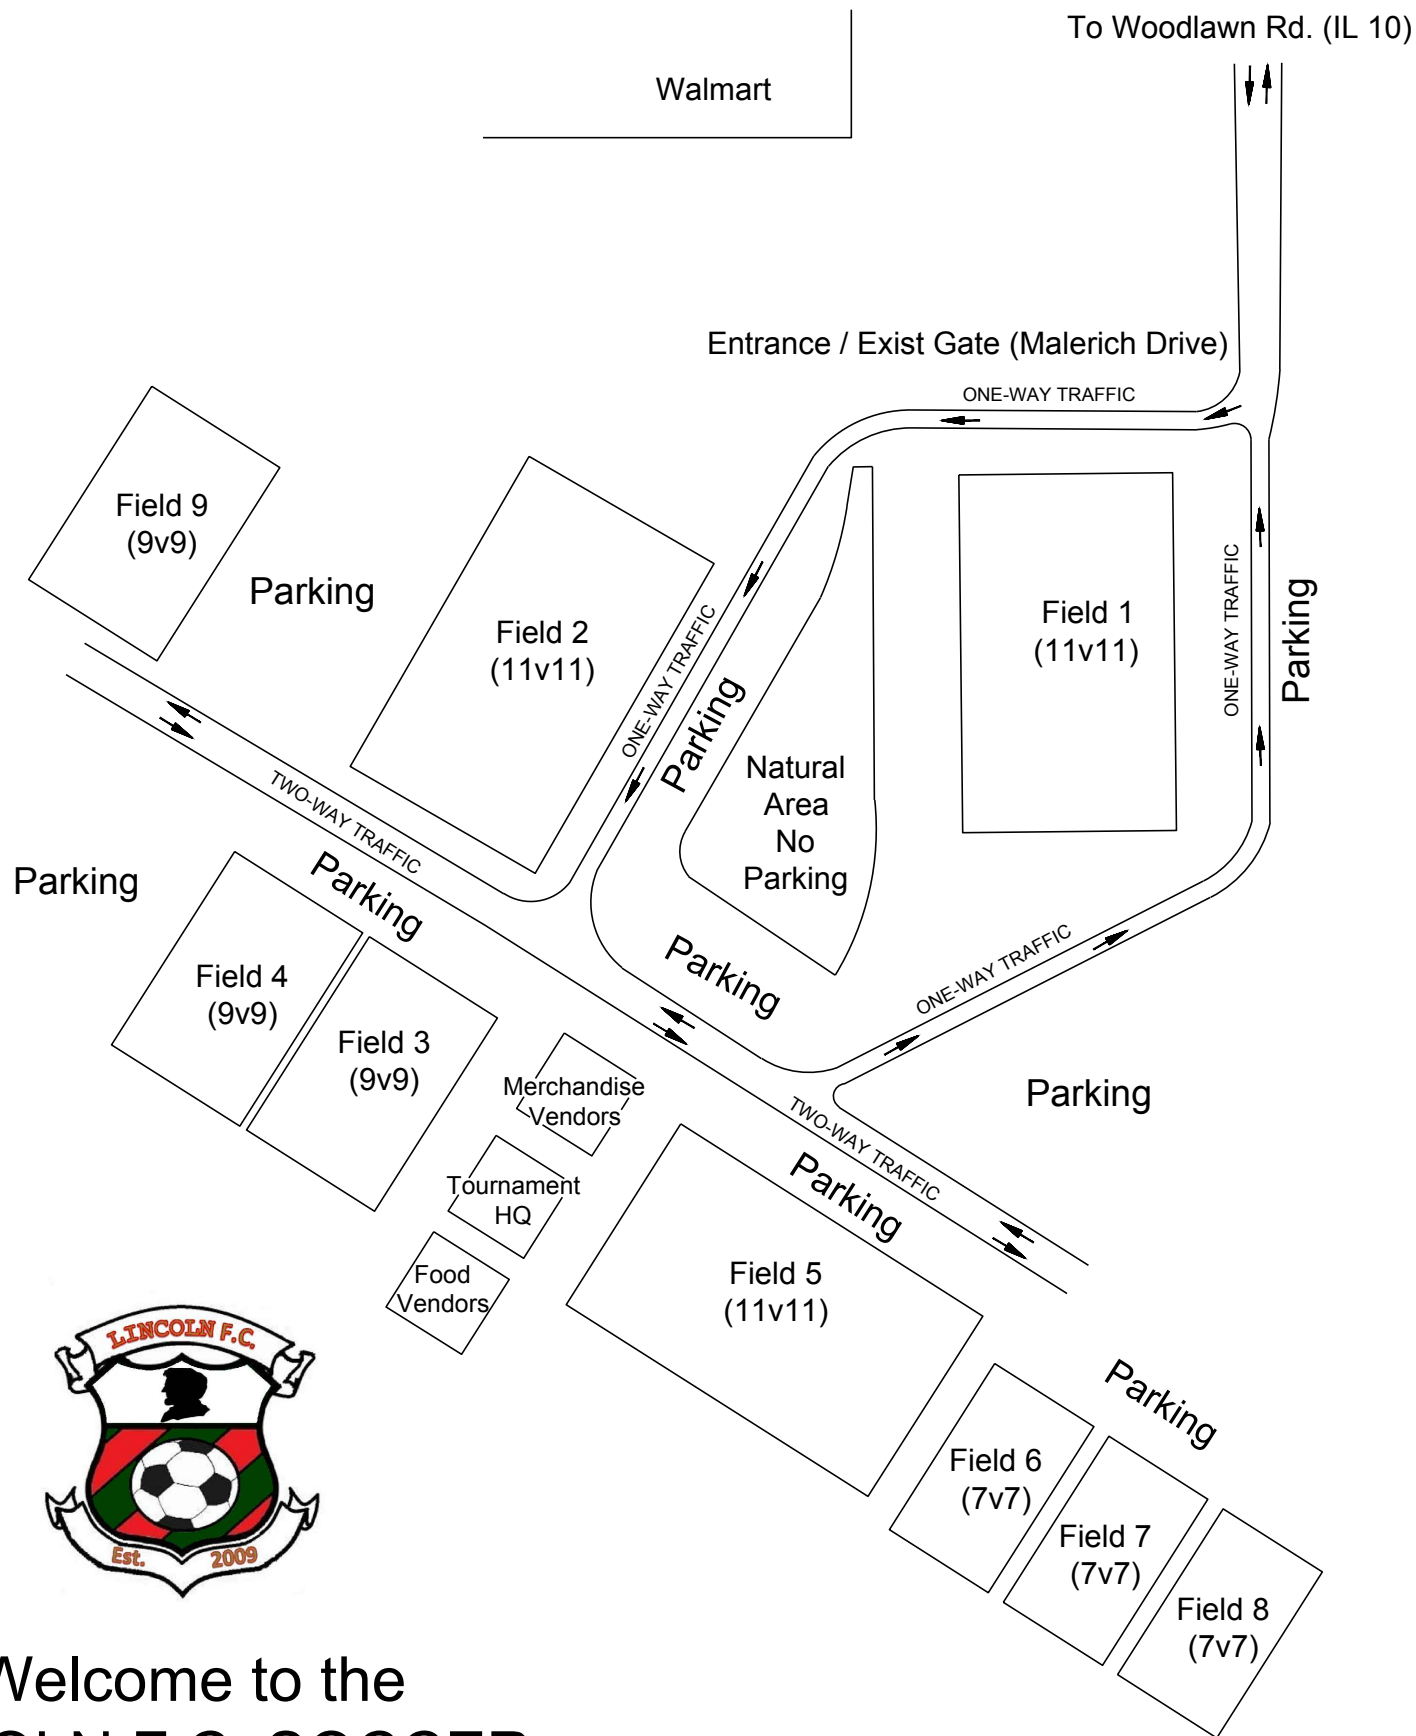 To Woodlawn Rd. (IL 10)
Walmart
Entrance / Exist Gate (Malerich Drive)
ONE-WAY TRAFFIC
Field 9
(9v9)
Parking
Field 2
(11v11)
ONE-WAY TRAFFIC
Parking
Field 1
(11v11)
ONE-WAY TRAFFIC
Parking
Natural
Area
No
Parking
TWO-WAY TRAFFIC
Parking
Parking
Field 4
(9v9)
Field 3
(9v9)
Parking
ONE-WAY TRAFFIC
Merchandise
Vendors
Parking
TWO-WAY TRAFFIC
Parking
Tournament
HQ
Food
Vendors
Field 5
(11v11)
LINCOLN F.C.
Est. 2009
Parking
Field 6
(7v7)
Field 7
(7v7)
Field 8
(7v7)
Welcome to the
F.C. SOCCER